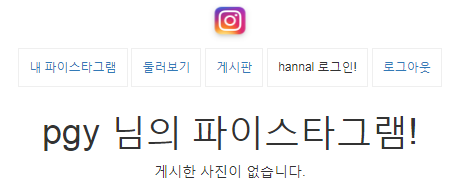 내 파이스타그램 둘러보기 게시판 hannal 로그인! 로그아웃
pgy 님의 파이스타그램!
게시한 사진이 없습니다.